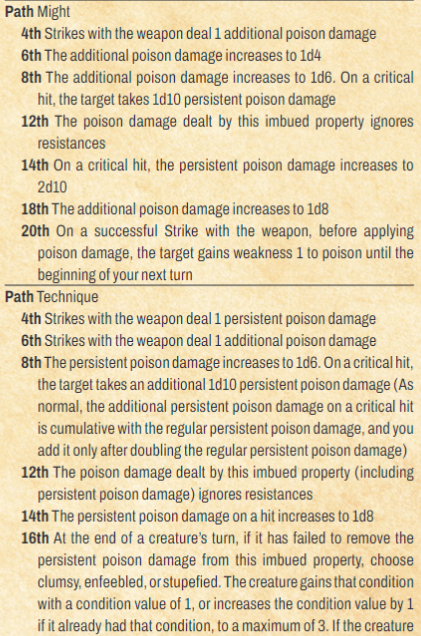 Path Might
4th Strikes with the weapon deal 1 additional poison damage
6th The additional poison damage increases to 1d4
8th The additional poison damage increases to 1d6. On a critical
hit, the target takes 1d10 persistent poison damage
12th The poison damage dealt by this imbued property ignores
resistances
14th On a critical hit, the persistent poison damage increases to
2d10
18th The additional poison damage increases to 1d8
20th On a successful Strike with the weapon, before applying
poison damage, the target gains weakness 1 to poison until the
beginning of your next turn
Path Technique
4th Strikes with the weapon deal 1 persistent poison damage
6th Strikes with the weapon deal 1 additional poison damage
8th The persistent poison damage increases to 1d6. On a critical hit,
the target takes an additional 1d10 persistent poison damage (As
normal, the additional persistent poison damage on a critical hit
is cumulative with the regular persistent poison damage, and you
add it only after doubling the regular persistent poison damage)
12th The poison damage dealt by this imbued property (including
persistent poison damage) ignores resistances
14th The persistent poison damage on a hit increases to 1d8
16th At the end of a creature's turn, if it has failed to remove the
persistent poison damage from this imbued property, choose
clumsy, enfeebled, or stupefied. The creature gains that condition
with a condition value of 1, or increases the condition value by 1
if it already had that condition, to a maximum of 3. If the creature